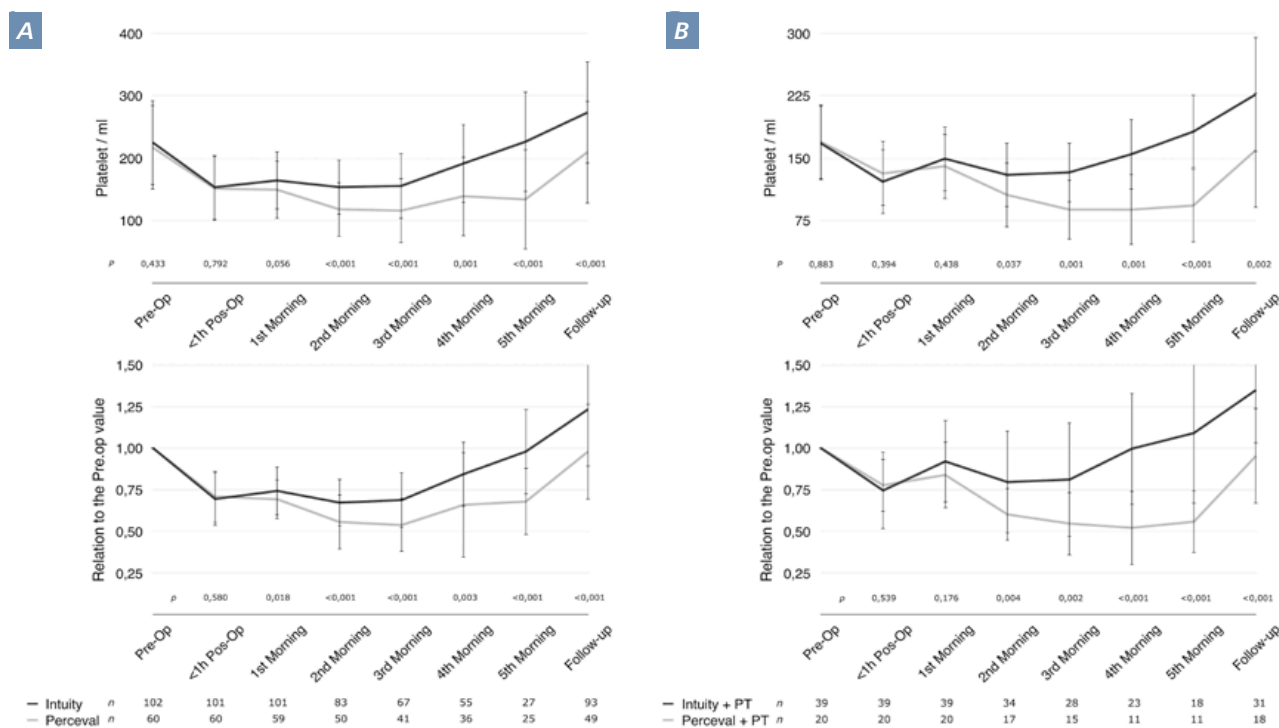 A
400
300
200
100
Platelet / ml
P 0,433 0,792 0,056 <0,001 <0,001 0,001 <0,001 <0,001
Pre-Op <1h Pos-Op 1st Morning 2nd Morning 3rd Morning 4th Morning 5th Morning Follow-up
1,50
1,25
1,00
0,75
0,50
0,25
Relation to the Pre.op value
P 0,580 0,018 <0,001 <0,001 0,003 <0,001 <0,001
Pre-Op <1h Pos-Op 1st Morning 2nd Morning 3rd Morning 4th Morning 5th Morning Follow-up
Intuity n 102 101 101 83 67 55 27 93
Perceval n 60 60 59 50 41 36 25 49
B
300
225
150
75
Platelet / ml
P 0,883 0,394 0,438 0,037 0,001 0,001 <0,001 0,002
Pre-Op <1h Pos-Op 1st Morning 2nd Morning 3rd Morning 4th Morning 5th Morning Follow-up
1,50
1,25
1,00
0,75
0,50
0,25
Relation to the Pre.op value
P 0,539 0,176 0,004 0,002 <0,001 <0,001 <0,001
Pre-Op <1h Pos-Op 1st Morning 2nd Morning 3rd Morning 4th Morning 5th Morning Follow-up
Intuity + PT n 39 39 39 34 28 23 18 31
Perceval + PT n 20 20 20 17 15 11 11 18